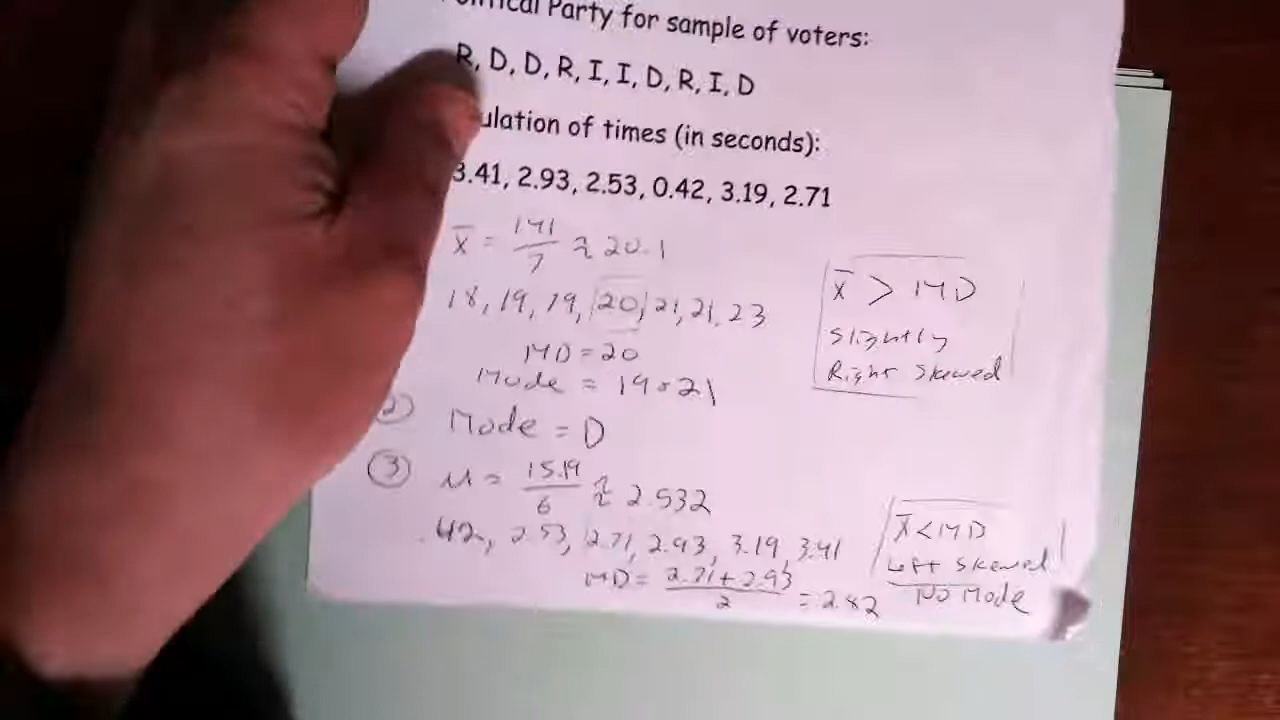 Party for sample of voters:
R, D, D, R, I, I, D, R, I, D
ulation of times (in seconds):
3.41, 2.93, 2.53, 0.42, 3.19, 2.71
x̄ = 141/7 ≈ 20.1
18, 19, 19, 20, 21, 21, 23
MD = 20
Mode = 19 & 21
x̄ > MD
Slightly
Right Skewed
2) Mode = D
3 μ = 15.19/6 ≈ 2.532
.42, 2.53, 2.71, 2.93, 3.19, 3.41
MD = 2.71 + 2.93 / 2 = 2.82
x̄ < MD
Left Skewed
No Mode